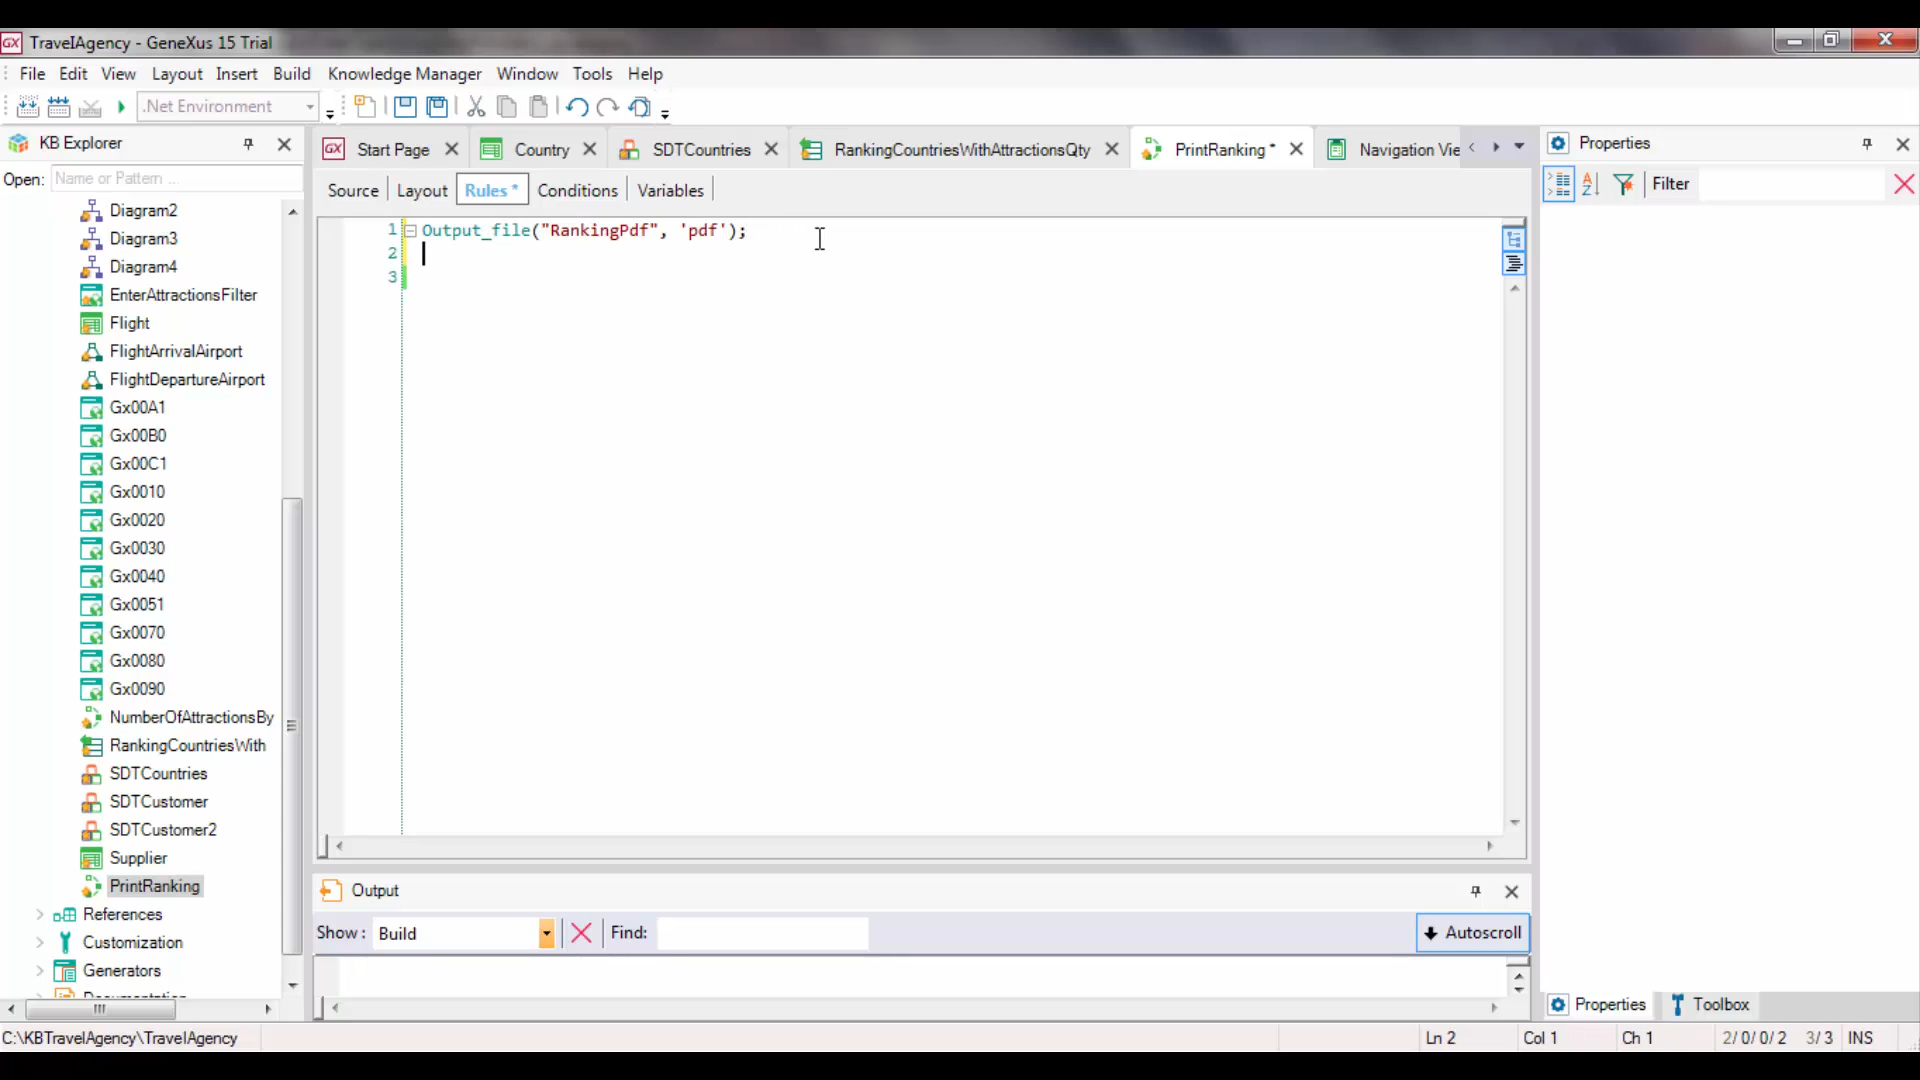 TravelAgency - GeneXus 15 Trial
File Edit View Layout Insert Build Knowledge Manager Window Tools Help
.Net Environment
KB Explorer
Open: Name or Pattern ...
Diagram2
Diagram3
Diagram4
EnterAttractionsFilter
Flight
FlightArrivalAirport
FlightDepartureAirport
Gx00A1
Gx00B0
Gx00C1
Gx0010
Gx0020
Gx0030
Gx0040
Gx0051
Gx0070
Gx0080
Gx0090
NumberOfAttractionsBy
RankingCountriesWith
SDTCountries
SDTCustomer
SDTCustomer2
Supplier
PrintRanking
References
Customization
Generators
Documentation
Start Page Country SDTCountries RankingCountriesWithAttractionsQty PrintRanking * Navigation Vie
Source Layout Rules * Conditions Variables
1 Output_file("RankingPdf", 'pdf');
2
3
Output
Show: Build Find: Autoscroll
Properties
Filter
Properties Toolbox
C:\KBTravelAgency\TravelAgency Ln 2 Col 1 Ch 1 2/0/0/2 3/3 INS